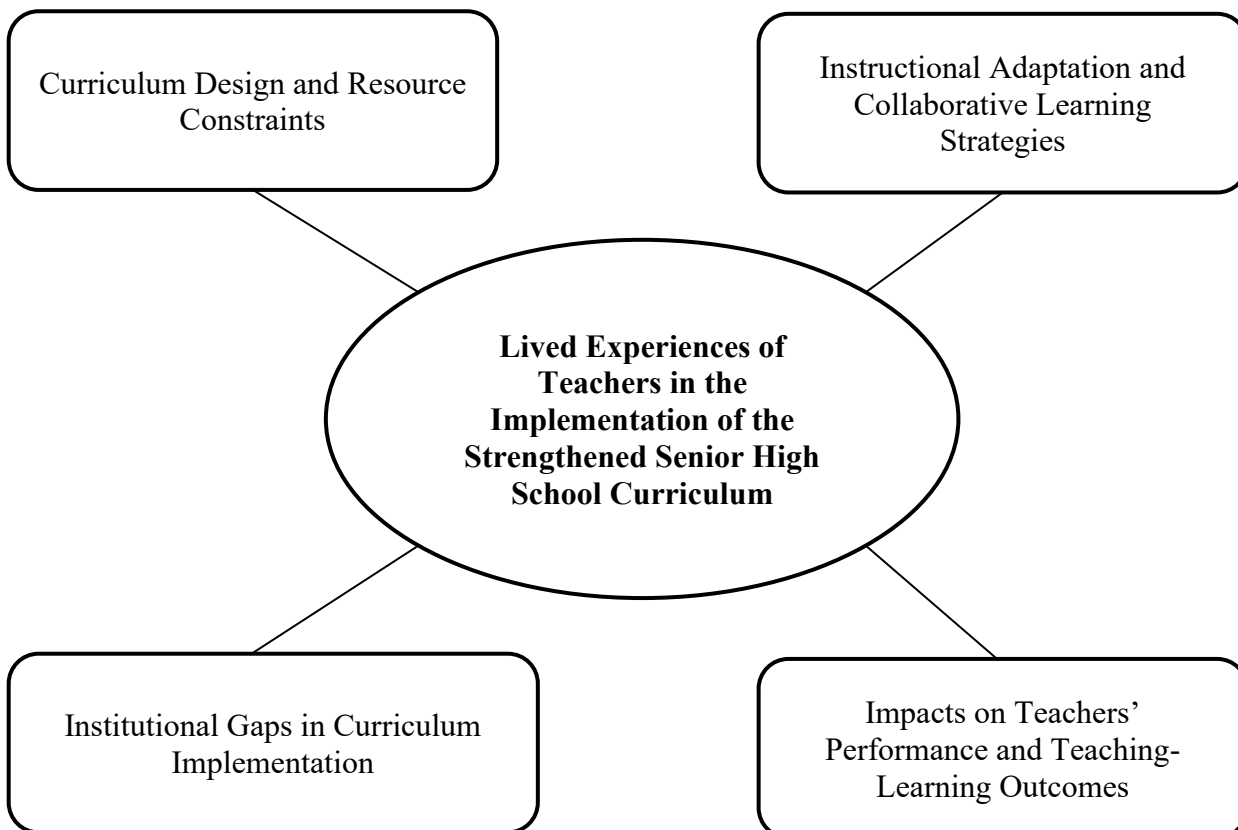 Curriculum Design and Resource
Constraints
Instructional Adaptation and
Collaborative Learning
Strategies
Lived Experiences of
Teachers in the
Implementation of the
Strengthened Senior High
School Curriculum
Institutional Gaps in Curriculum
Implementation
Impacts on Teachers’
Performance and Teaching-
Learning Outcomes